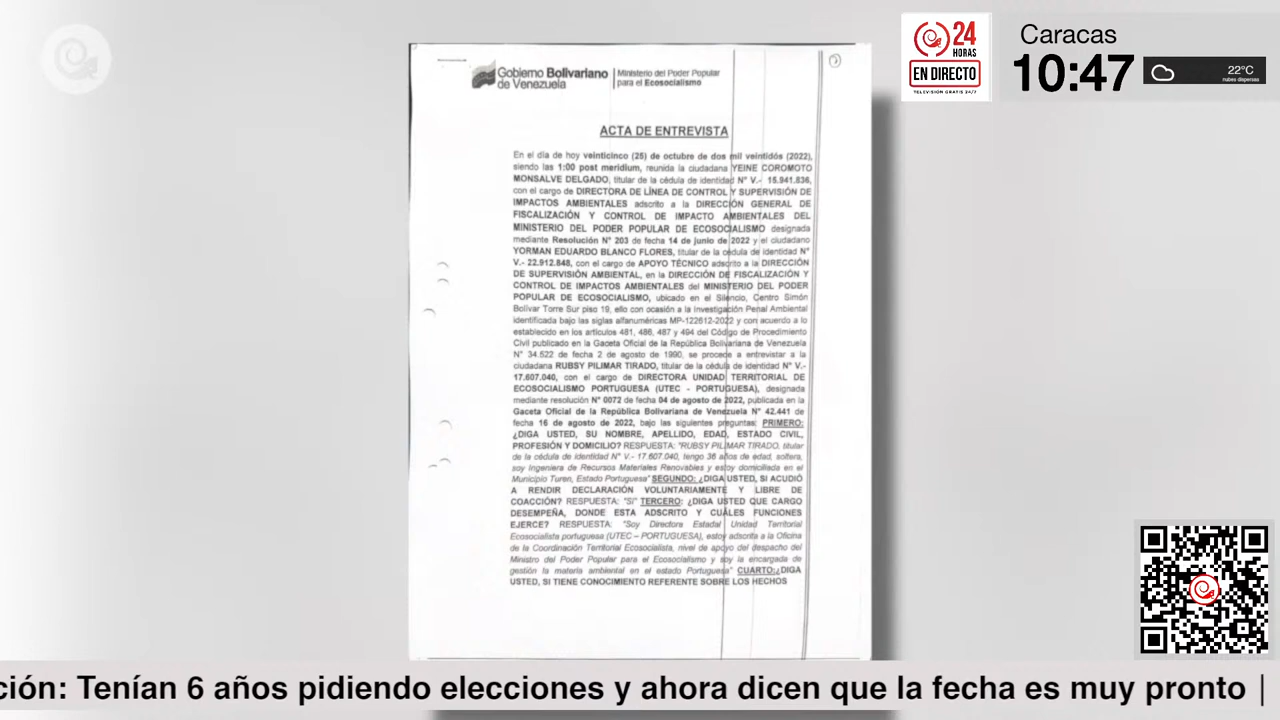 24
HORAS
EN DIRECTO
TELEVISIÓN GRATIS 24/7
Caracas
10:47
22°C
nubes dispersas
Gobierno Bolivariano
de Venezuela
Ministerio del Poder Popular
para el Ecosocialismo
ACTA DE ENTREVISTA
En el día de hoy veinticinco (25) de octubre de dos mil veintidós (2022),
siendo las 1:00 post meridium, reunida la ciudadana YEINE COROMOTO
MONSALVE DELGADO, titular de la cédula de identidad N° V.- 15.941.836,
con el cargo de DIRECTORA DE LÍNEA DE CONTROL Y SUPERVISIÓN DE
IMPACTOS AMBIENTALES adscrito a la DIRECCIÓN GENERAL DE
FISCALIZACIÓN Y CONTROL DE IMPACTO AMBIENTALES DEL
MINISTERIO DEL PODER POPULAR DE ECOSOCIALISMO designada
mediante Resolución N° 203 de fecha 14 de junio de 2022 y el ciudadano
YORMAN EDUARDO BLANCO FLORES, titular de la cédula de identidad N°
V.- 22.912.848, con el cargo de APOYO TÉCNICO adscrito a la DIRECCIÓN
DE SUPERVISIÓN AMBIENTAL, en la DIRECCIÓN DE FISCALIZACIÓN Y
CONTROL DE IMPACTOS AMBIENTALES del MINISTERIO DEL PODER
POPULAR DE ECOSOCIALISMO, ubicado en el Silencio, Centro Simón
Bolívar Torre Sur piso 19, ello con ocasión a la Investigación Penal Ambiental
identificada bajo las siglas alfanuméricas MP-122612-2022 y con acuerdo a lo
establecido en los artículos 481, 486, 487 y 494 del Código de Procedimiento
Civil publicado en la Gaceta Oficial de la República Bolivariana de Venezuela
N° 34.522 de fecha 2 de agosto de 1990, se procede a entrevistar a la
ciudadana RUBSY PILIMAR TIRADO, titular de la cédula de identidad N° V.-
17.607.040, con el cargo de DIRECTORA UNIDAD TERRITORIAL DE
ECOSOCIALISMO PORTUGUESA (UTEC - PORTUGUESA), designada
mediante resolución N° 0072 de fecha 04 de agosto de 2022, publicada en la
Gaceta Oficial de la República Bolivariana de Venezuela N° 42.441 de
fecha 16 de agosto de 2022, bajo las siguientes preguntas: PRIMERO:
¿DIGA USTED, SU NOMBRE, APELLIDO, EDAD, ESTADO CIVIL,
PROFESIÓN Y DOMICILIO? RESPUESTA: "RUBSY PILIMAR TIRADO, titular
de la cédula de identidad N° V.- 17.607.040, tengo 36 años de edad, soltera,
soy Ingeniera de Recursos Materiales Renovables y estoy domiciliada en el
Municipio Turen, Estado Portuguesa" SEGUNDO: ¿DIGA USTED, SI ACUDIÓ
A RENDIR DECLARACIÓN VOLUNTARIAMENTE Y LIBRE DE
COACCIÓN? RESPUESTA: "Sí" TERCERO: ¿DIGA USTED QUE CARGO
DESEMPEÑA, DONDE ESTA ADSCRITO Y CUÁLES FUNCIONES
EJERCE? RESPUESTA: "Soy Directora Estadal Unidad Territorial
Ecosocialista portuguesa (UTEC – PORTUGUESA), estoy adscrita a la Oficina
de la Coordinación Territorial Ecosocialista, nivel de apoyo del despacho del
Ministro del Poder Popular para el Ecosocialismo y soy la encargada de
gestión la materia ambiental en el estado Portuguesa" CUARTO:¿DIGA
USTED, SI TIENE CONOCIMIENTO REFERENTE SOBRE LOS HECHOS
ción: Tenían 6 años pidiendo elecciones y ahora dicen que la fecha es muy pronto |